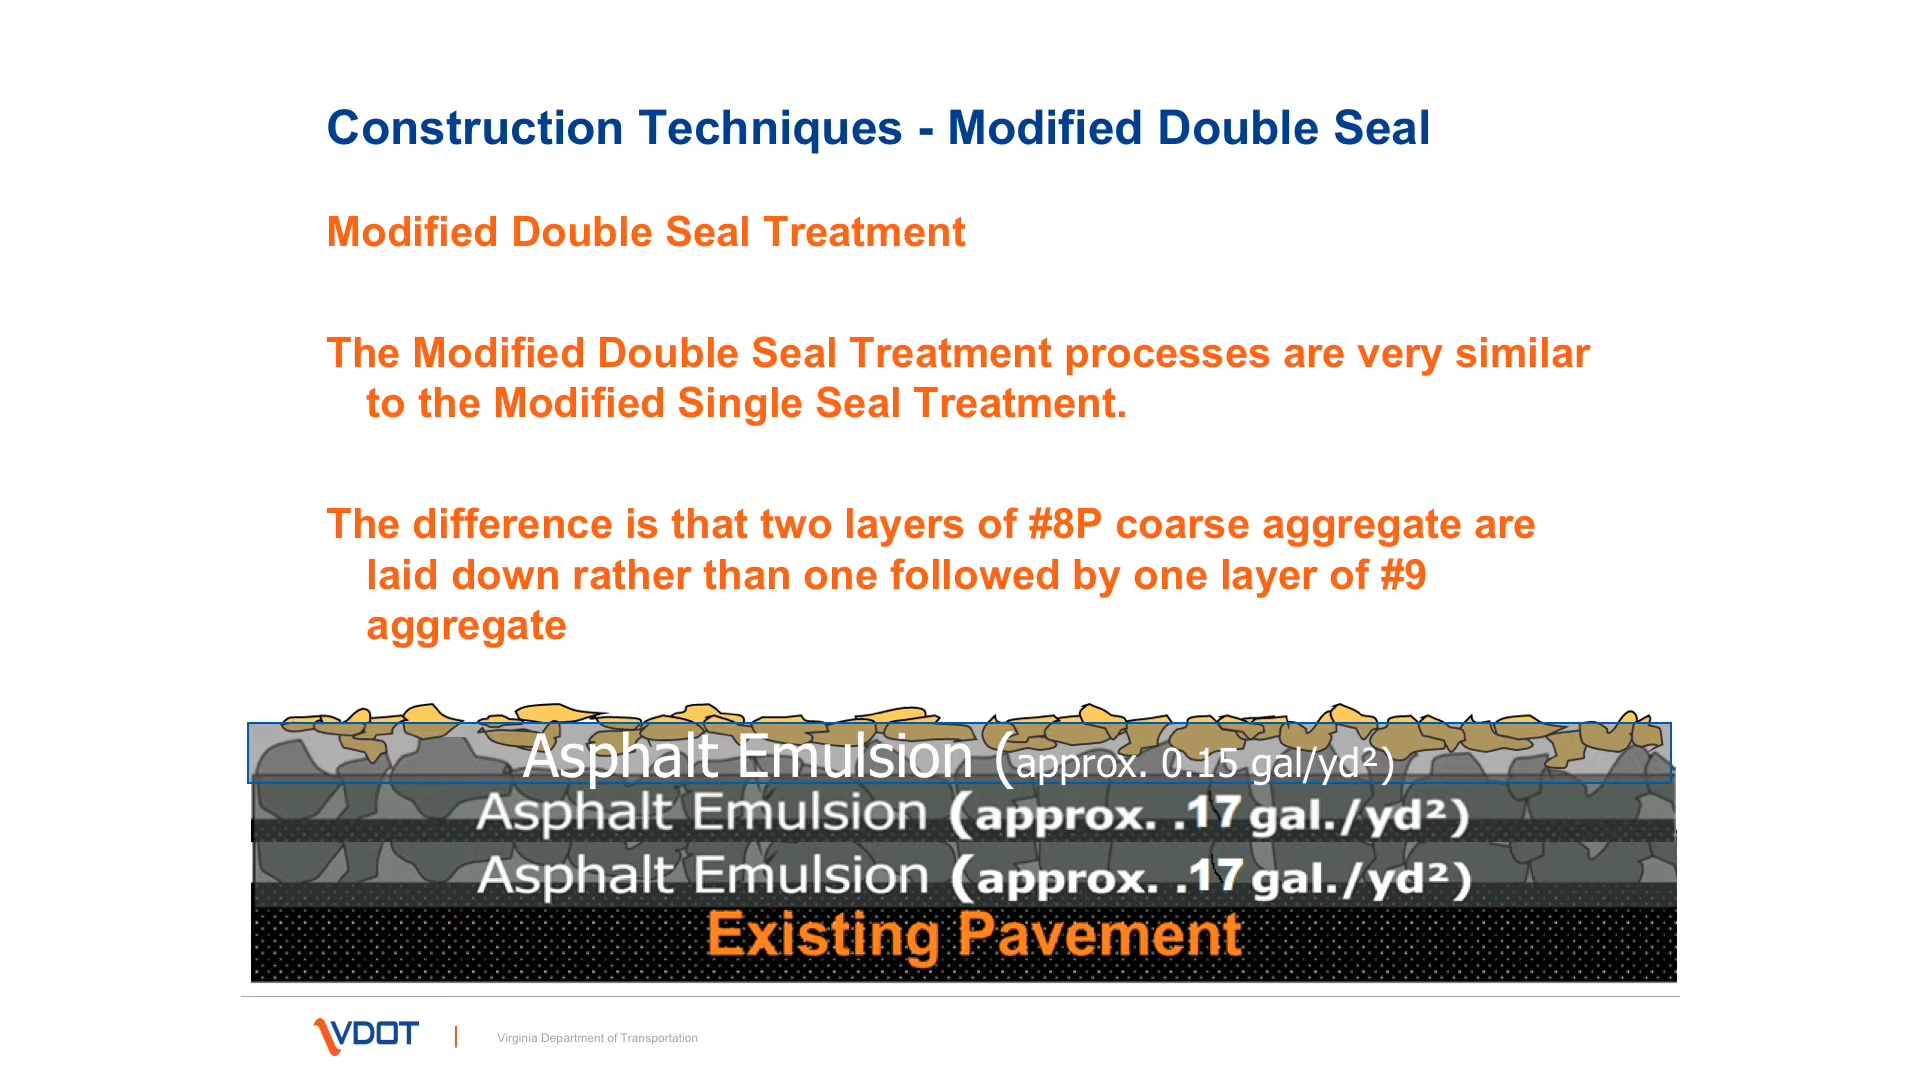 Construction Techniques - Modified Double Seal
Modified Double Seal Treatment
The Modified Double Seal Treatment processes are very similar
to the Modified Single Seal Treatment.
The difference is that two layers of #8P coarse aggregate are
laid down rather than one followed by one layer of #9
aggregate
Asphalt Emulsion (approx. 0.15 gal/yd²)
Asphalt Emulsion (approx. .17 gal./yd²)
Asphalt Emulsion (approx. .17 gal./yd²)
Existing Pavement
VDOT | Virginia Department of Transportation